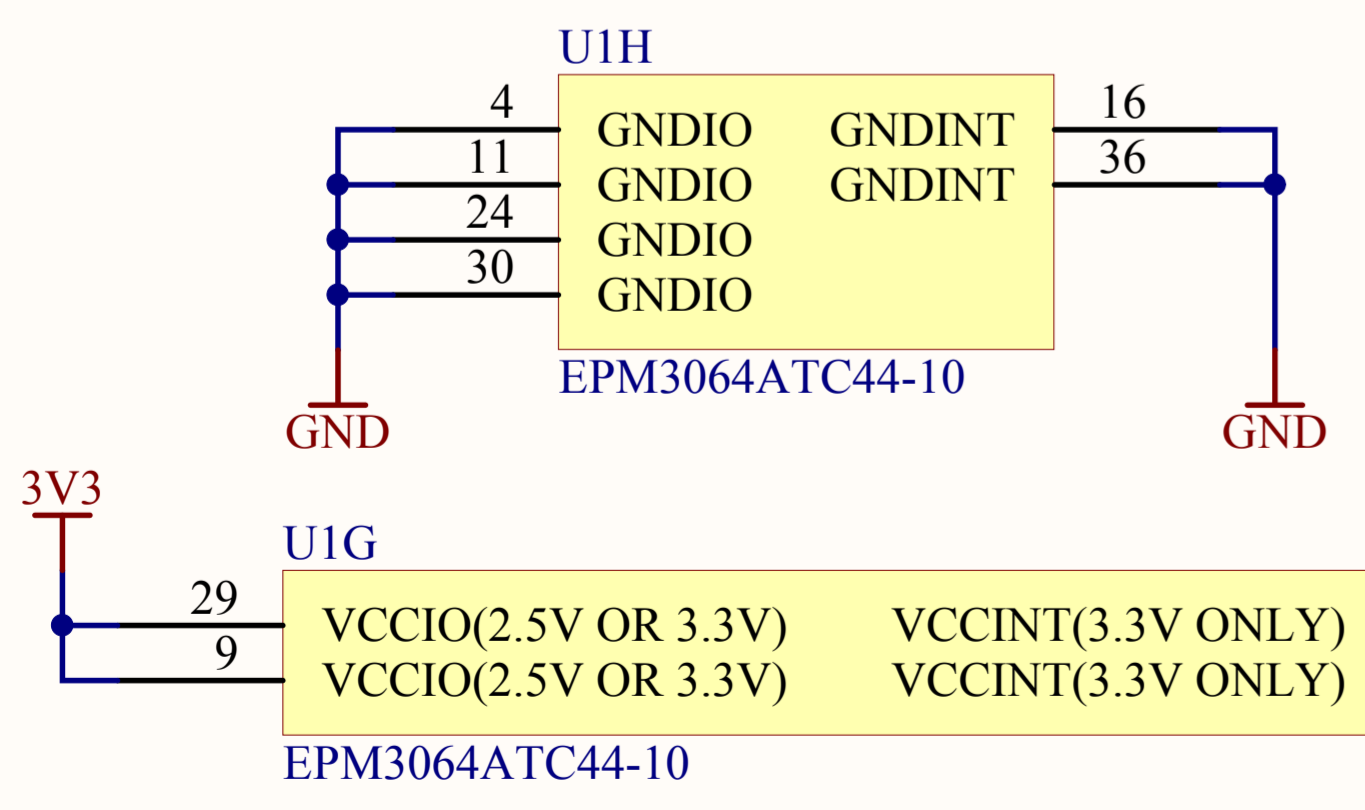 U1H
4 GNDIO GNDINT 16
11 GNDIO GNDINT 36
24 GNDIO
30 GNDIO
EPM3064ATC44-10
GND GND
3V3
U1G
29 VCCIO(2.5V OR 3.3V) VCCINT(3.3V ONLY)
9 VCCIO(2.5V OR 3.3V) VCCINT(3.3V ONLY)
EPM3064ATC44-10